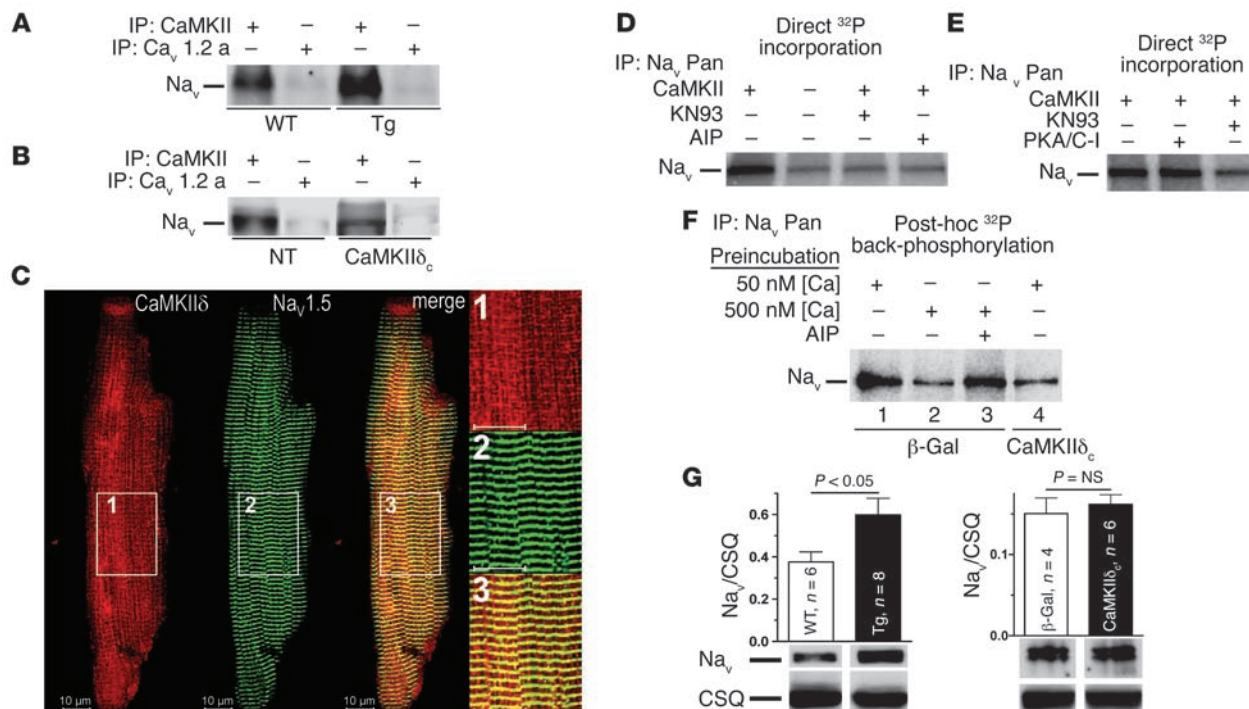 A
IP: CaMKII + – + –
IP: Caᵥ 1.2 a – + – +
Naᵥ
WT Tg
B
IP: CaMKII + – + –
IP: Caᵥ 1.2 a – + – +
Naᵥ
NT CaMKIIδ꜀
C
CaMKIIδ Naᵥ1.5 merge
1
2
3
1 2 3
10 µm 10 µm 10 µm
D
Direct ³²P
incorporation
IP: Naᵥ Pan
CaMKII + – + +
KN93 – – + –
AIP – – – +
Naᵥ
E
Direct ³²P
incorporation
IP: Naᵥ Pan
CaMKII + + +
KN93 – – +
PKA/C-I – + –
Naᵥ
F
IP: Naᵥ Pan
Post-hoc ³²P
back-phosphorylation
Preincubation
50 nM [Ca] + – – +
500 nM [Ca] – + + –
AIP – – + –
Naᵥ
1 2 3 4
β-Gal CaMKIIδ꜀
G
P < 0.05
Naᵥ/CSQ
0.6
0.4
0.2
0.0
WT, n = 6
Tg, n = 8
Naᵥ
CSQ
P = NS
Naᵥ/CSQ
0.1
0
β-Gal, n = 4
CaMKIIδ꜀, n = 6